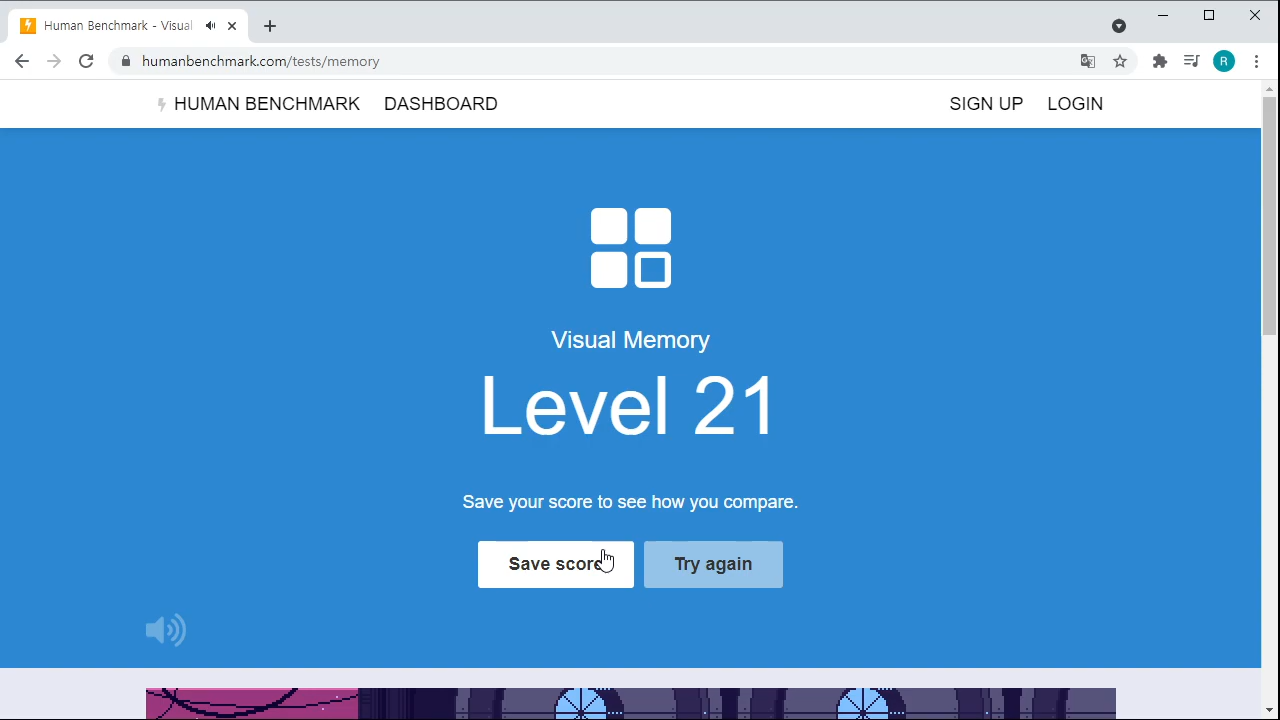 Human Benchmark - Visual
humanbenchmark.com/tests/memory
R
HUMAN BENCHMARK DASHBOARD SIGN UP LOGIN
Visual Memory
Level 21
Save your score to see how you compare.
Save score Try again